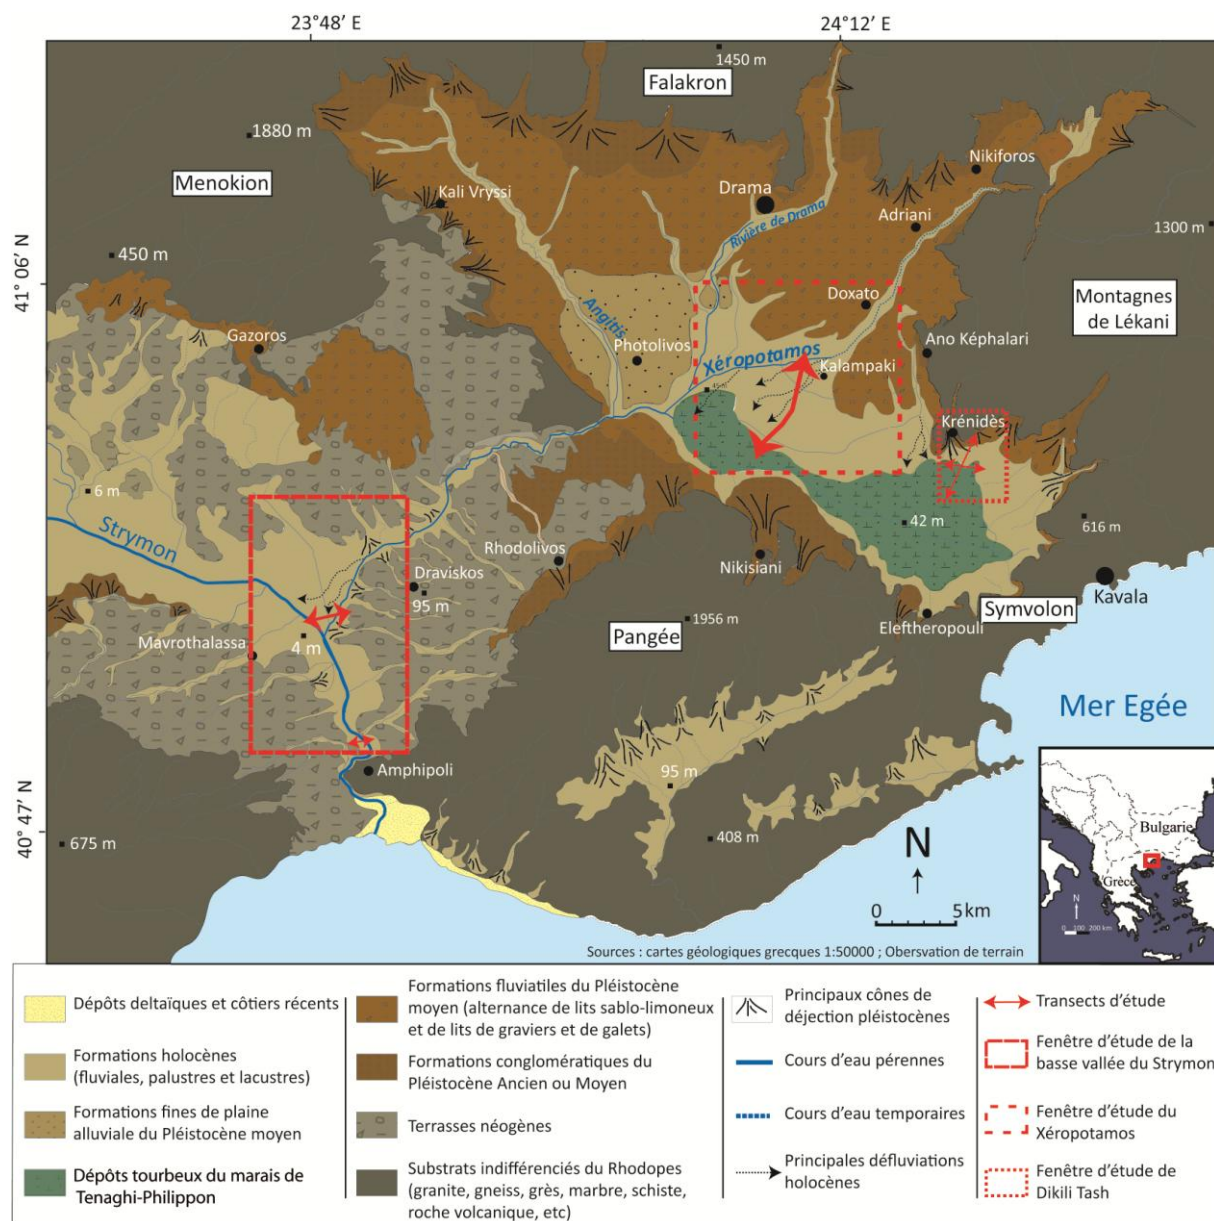 23°48′ E
24°12′ E
1450 m
Falakron
1880 m
Menokion
Nikiforos
Kali Vryssi
Drama
Rivière de Drama
Adriani
1300 m
450 m
41° 06′ N
Doxato
Montagnes
de Lékani
Angitis
Gazoros
Photolivos
Xéropotamos
Ano Képhalari
Kalampaki
Krénidès
6 m
Strymon
42 m
616 m
Rhodolivos
Nikisiani
Draviskos
95 m
Kavala
Symvolon
Eleftheropouli
1956 m
Pangée
Mavrothalassa
4 m
Mer Egée
Amphipoli
95 m
40° 47′ N
675 m
408 m
N
0 5km
Bulgarie
Grèce
N
0 100 200 km
Sources : cartes géologiques grecques 1:50000 ; Obersvation de terrain
Dépôts deltaïques et côtiers récents
Formations holocènes
(fluviales, palustres et lacustres)
Formations fines de plaine
alluviale du Pléistocène moyen
Dépôts tourbeux du marais de
Tenaghi-Philippon
Formations fluviatiles du Pléistocène
moyen (alternance de lits sablo-limoneux
et de lits de graviers et de galets)
Formations conglomératiques du
Pléistocène Ancien ou Moyen
Terrasses néogènes
Substrats indifférenciés du Rhodopes
(granite, gneiss, grès, marbre, schiste,
roche volcanique, etc)
Principaux cônes de
déjection pléistocènes
Cours d'eau pérennes
Cours d'eau temporaires
Principales défluviations
holocènes
Transects d'étude
Fenêtre d'étude de la
basse vallée du Strymon
Fenêtre d'étude du
Xéropotamos
Fenêtre d'étude de
Dikili Tash